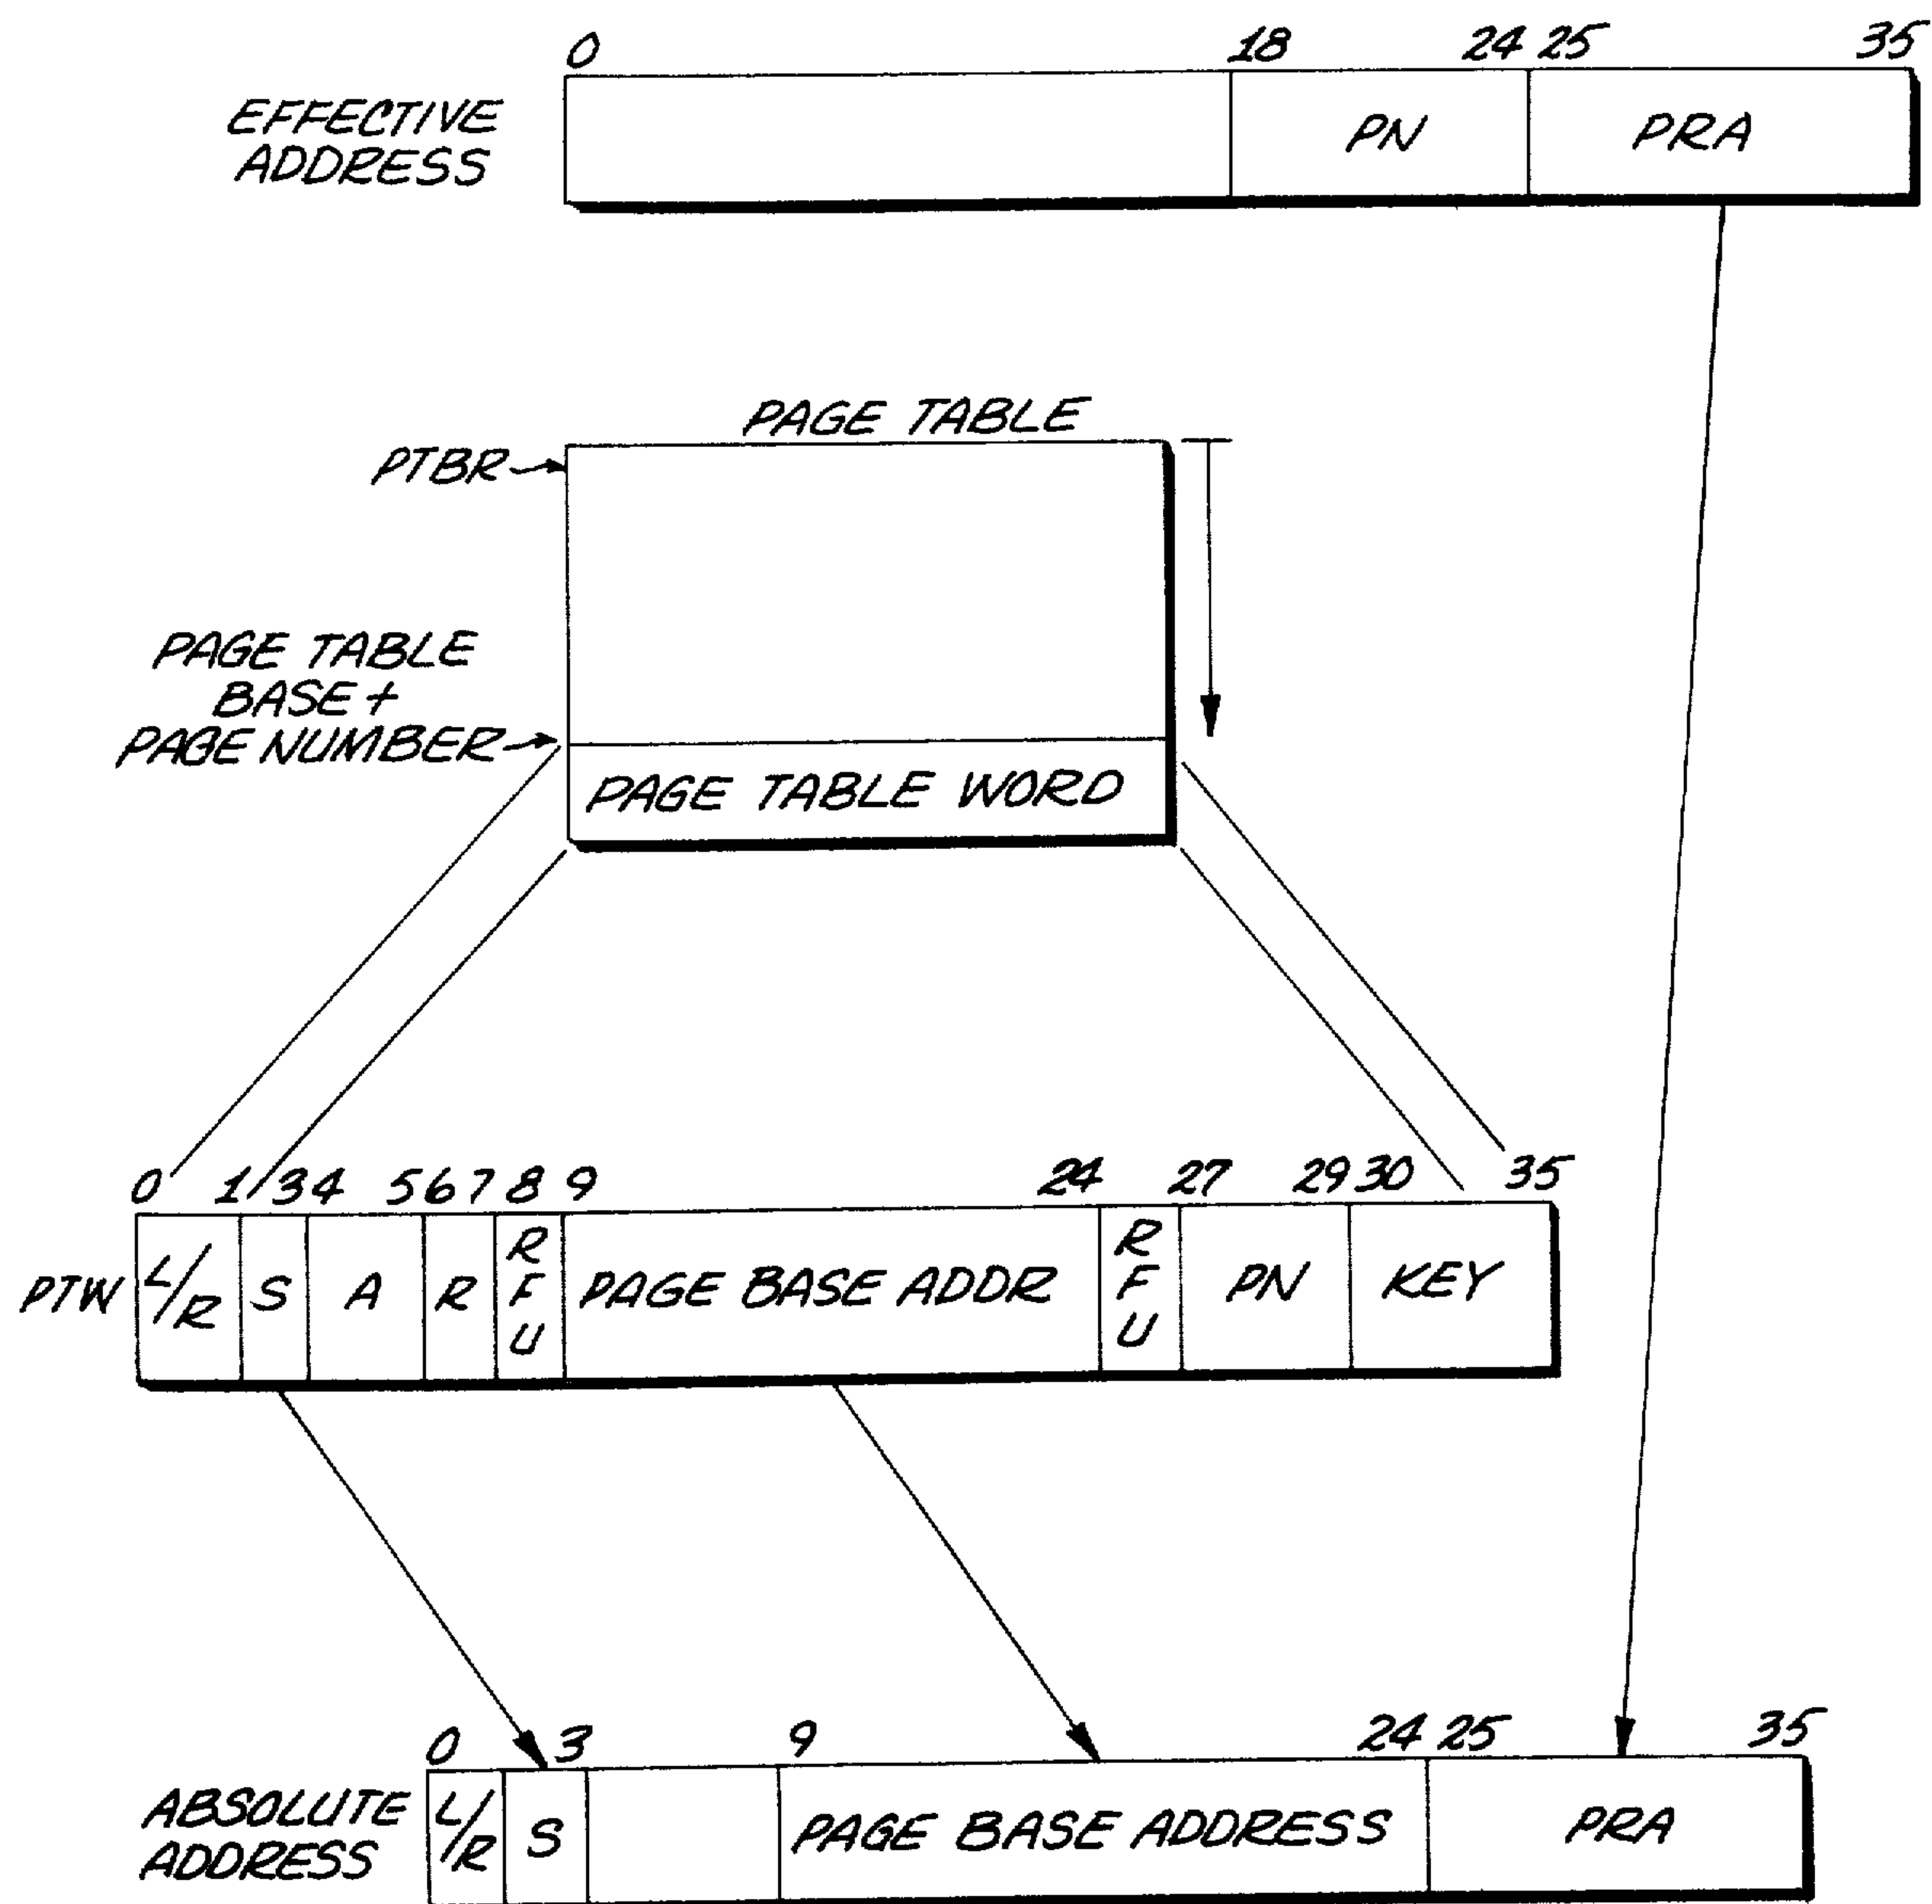 0 18 24 25 35
EFFECTIVE
ADDRESS
PN PRA
PAGE TABLE
PTBR
PAGE TABLE
BASE +
PAGE NUMBER
PAGE TABLE WORD
0 1 3 4 5 6 7 8 9 24 27 29 30 35
PTW L/R S A R RFU PAGE BASE ADDR RFU PN KEY
0 3 9 24 25 35
ABSOLUTE
ADDRESS
L/R S PAGE BASE ADDRESS PRA